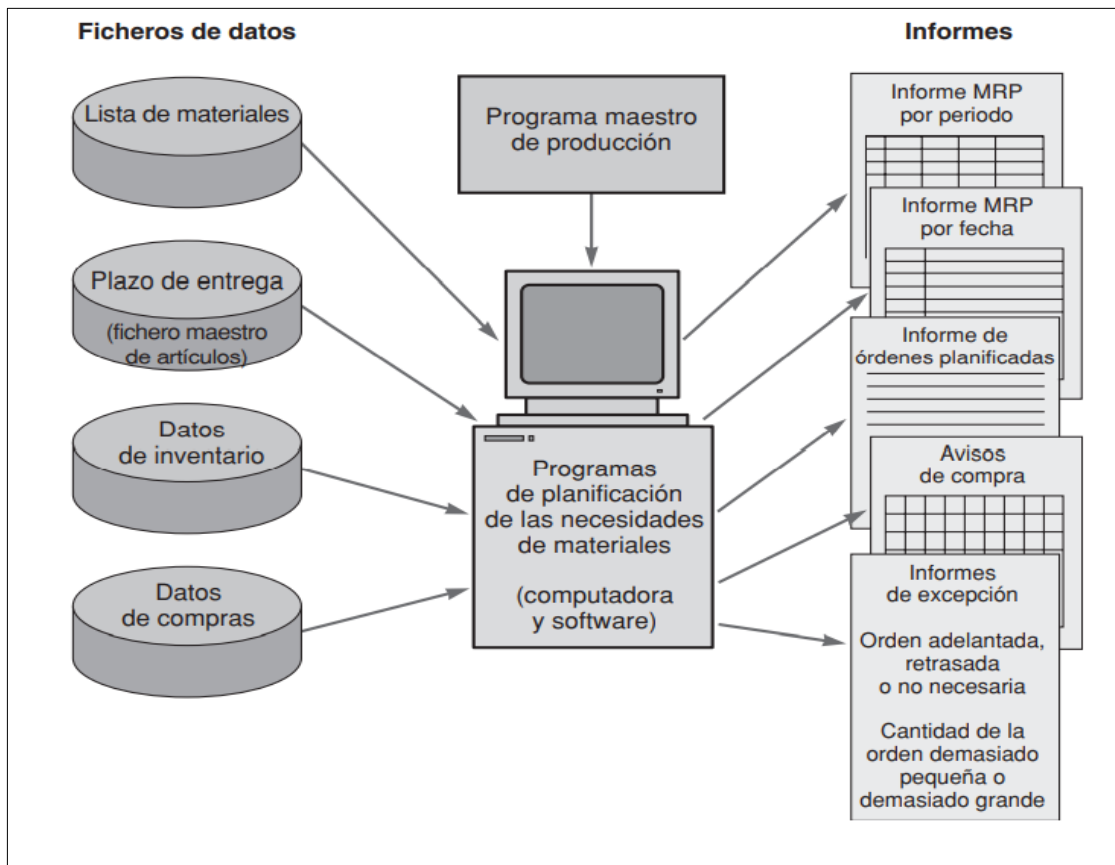 Ficheros de datos
Lista de materiales
Plazo de entrega
(fichero maestro
de artículos)
Datos
de inventario
Datos
de compras
Programa maestro
de producción
Programas
de planificación
de las necesidades
de materiales
(computadora
y software)
Informes
Informe MRP
por periodo
Informe MRP
por fecha
Informe de
órdenes planificadas
Avisos
de compra
Informes
de excepción
Orden adelantada,
retrasada
o no necesaria
Cantidad de la
orden demasiado
pequeña o
demasiado grande